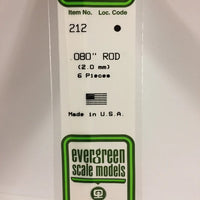 Item No. Loc. Code
212
.080" ROD
(2.0 mm)
6 Pieces
Made in U.S.A.
evergreen
scale models